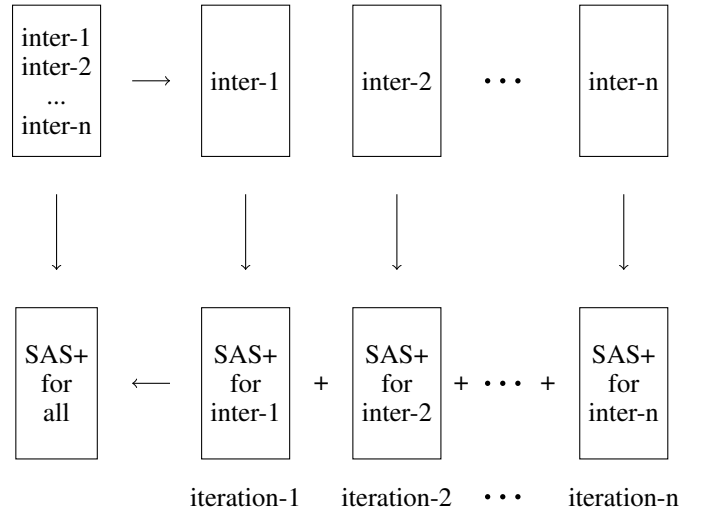 inter-1
inter-2
...
inter-n
inter-1
inter-2
• • •
inter-n
SAS+
for
all
SAS+
for
inter-1
+
SAS+
for
inter-2
+ • • • +
SAS+
for
inter-n
iteration-1 iteration-2 • • • iteration-n